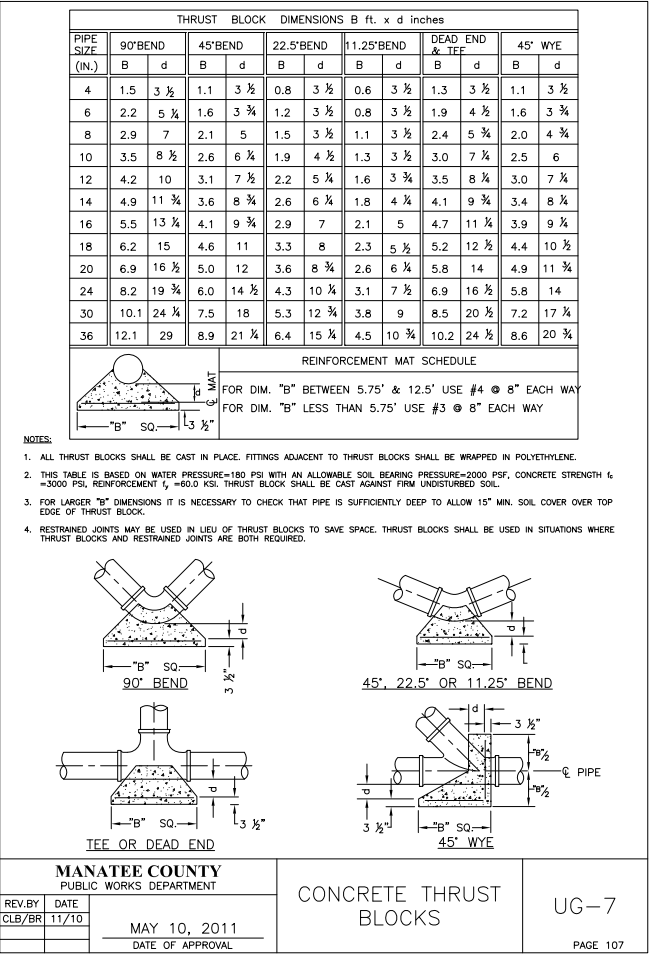 THRUST BLOCK DIMENSIONS B ft. x d inches
PIPE SIZE 90°BEND 45°BEND 22.5°BEND 11.25°BEND DEAD END & TEE 45° WYE
(IN.) B d B d B d B d B d B d
4 1.5 3 ½ 1.1 3 ½ 0.8 3 ½ 0.6 3 ½ 1.3 3 ½ 1.1 3 ½
6 2.2 5 ¼ 1.6 3 ¾ 1.2 3 ½ 0.8 3 ½ 1.9 4 ½ 1.6 3 ¾
8 2.9 7 2.1 5 1.5 3 ½ 1.1 3 ½ 2.4 5 ¾ 2.0 4 ¾
10 3.5 8 ½ 2.6 6 ¼ 1.9 4 ½ 1.3 3 ½ 3.0 7 ¼ 2.5 6
12 4.2 10 3.1 7 ½ 2.2 5 ¼ 1.6 3 ¾ 3.5 8 ¼ 3.0 7 ¼
14 4.9 11 ¾ 3.6 8 ¾ 2.6 6 ¼ 1.8 4 ¼ 4.1 9 ¾ 3.4 8 ¼
16 5.5 13 ¼ 4.1 9 ¾ 2.9 7 2.1 5 4.7 11 ¼ 3.9 9 ¼
18 6.2 15 4.6 11 3.3 8 2.3 5 ½ 5.2 12 ½ 4.4 10 ½
20 6.9 16 ½ 5.0 12 3.6 8 ¾ 2.6 6 ¼ 5.8 14 4.9 11 ¾
24 8.2 19 ¾ 6.0 14 ½ 4.3 10 ¼ 3.1 7 ½ 6.9 16 ½ 5.8 14
30 10.1 24 ¼ 7.5 18 5.3 12 ¾ 3.8 9 8.5 20 ½ 7.2 17 ¼
36 12.1 29 8.9 21 ¼ 6.4 15 ¼ 4.5 10 ¾ 10.2 24 ½ 8.6 20 ¾
REINFORCEMENT MAT SCHEDULE
FOR DIM. "B" BETWEEN 5.75' & 12.5' USE #4 @ 8" EACH WAY
FOR DIM. "B" LESS THAN 5.75' USE #3 @ 8" EACH WAY
d
℄ MAT
"B" SQ.
3 ½"
NOTES:
1. ALL THRUST BLOCKS SHALL BE CAST IN PLACE. FITTINGS ADJACENT TO THRUST BLOCKS SHALL BE WRAPPED IN POLYETHYLENE.
2. THIS TABLE IS BASED ON WATER PRESSURE=180 PSI WITH AN ALLOWABLE SOIL BEARING PRESSURE=2000 PSF, CONCRETE STRENGTH fc
=3000 PSI, REINFORCEMENT fy =60.0 KSI. THRUST BLOCK SHALL BE CAST AGAINST FIRM UNDISTURBED SOIL.
3. FOR LARGER "B" DIMENSIONS IT IS NECESSARY TO CHECK THAT PIPE IS SUFFICIENTLY DEEP TO ALLOW 15" MIN. SOIL COVER OVER TOP
EDGE OF THRUST BLOCK.
4. RESTRAINED JOINTS MAY BE USED IN LIEU OF THRUST BLOCKS TO SAVE SPACE. THRUST BLOCKS SHALL BE USED IN SITUATIONS WHERE
THRUST BLOCKS AND RESTRAINED JOINTS ARE BOTH REQUIRED.
d
"B" SQ.
3 ½"
90° BEND
d
"B" SQ.
45°, 22.5° OR 11.25° BEND
d
"B" SQ.
3 ½"
TEE OR DEAD END
d
3 ½"
"B"/2
℄ PIPE
"B"/2
d
3 ½"
"B" SQ.
45° WYE
MANATEE COUNTY
PUBLIC WORKS DEPARTMENT
REV.BY DATE
CLB/BR 11/10
MAY 10, 2011
DATE OF APPROVAL
CONCRETE THRUST
BLOCKS
UG-7
PAGE 107